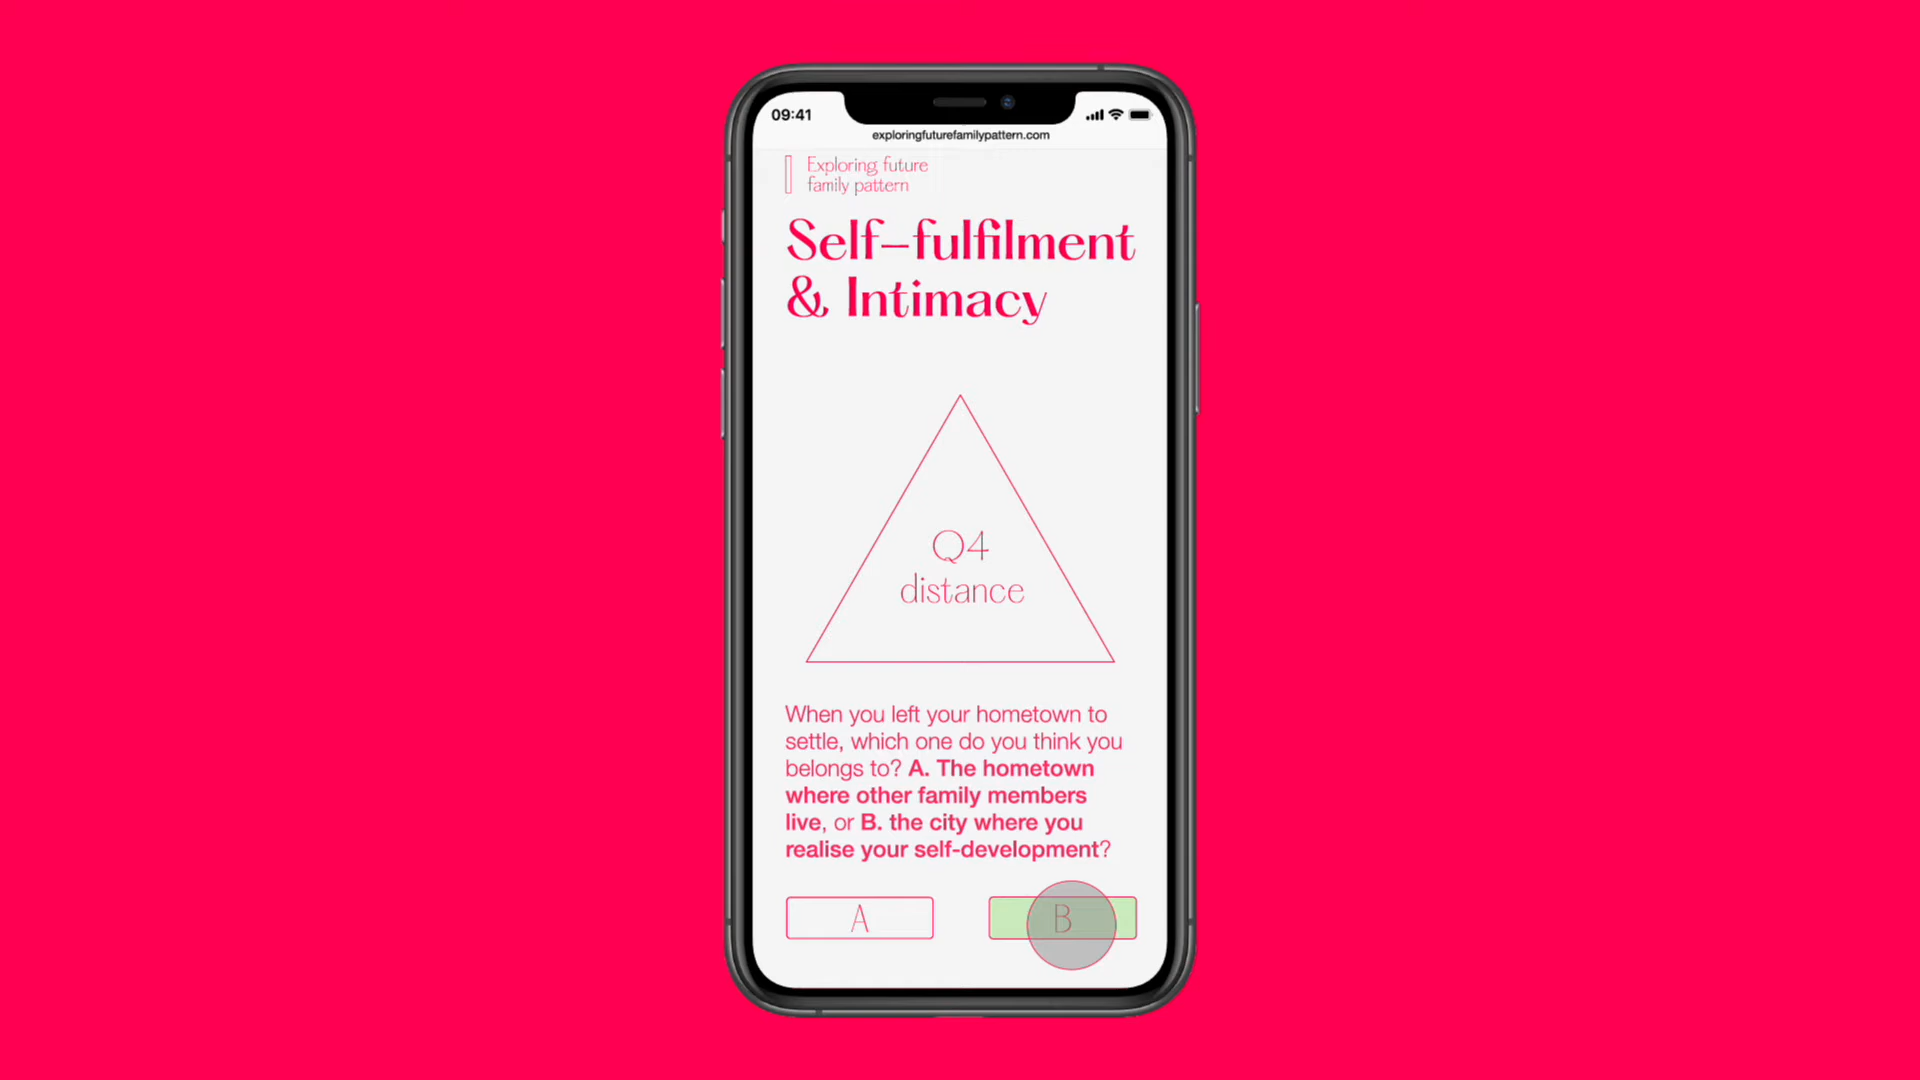 09:41
exploringfuturefamilypattern.com
Exploring future
family pattern
Self–fulfilment
& Intimacy
Q4
distance
When you left your hometown to
settle, which one do you think you
belongs to? A. The hometown
where other family members
live, or B. the city where you
realise your self-development?
A
B